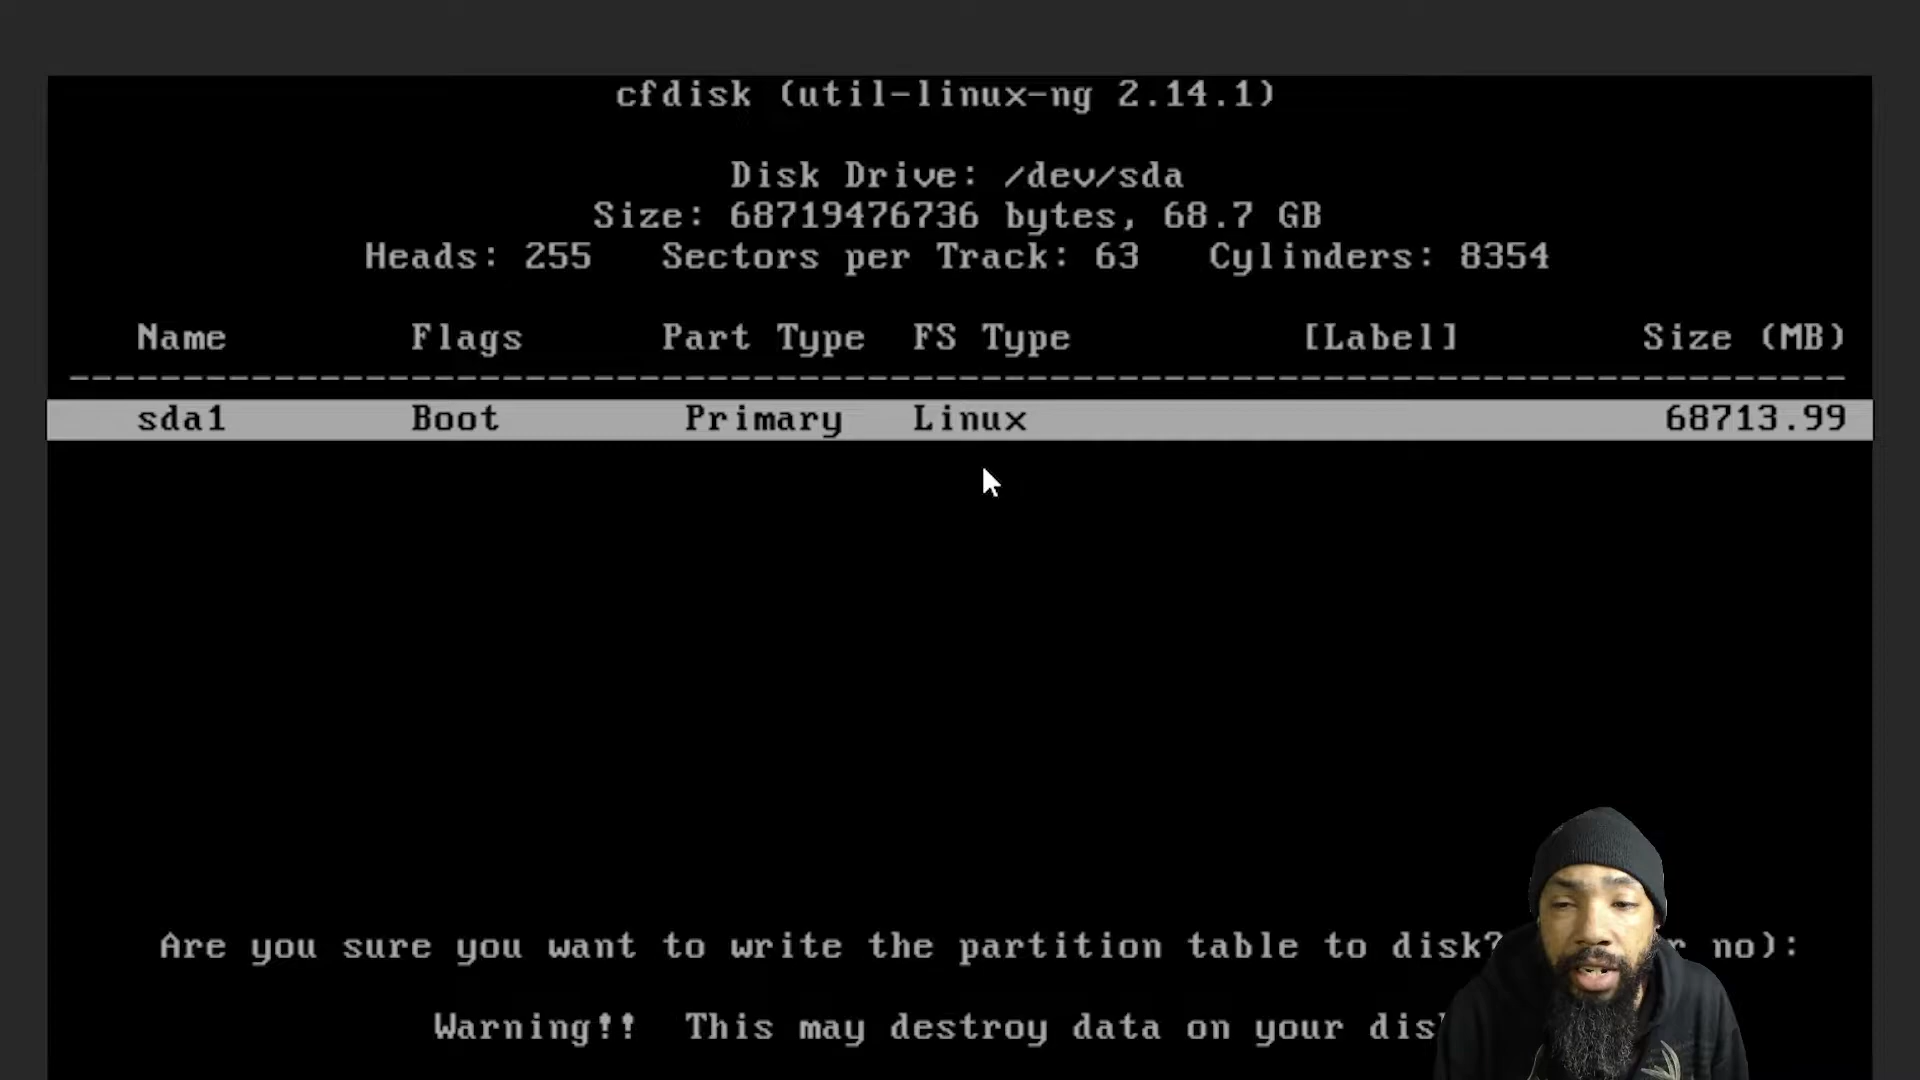 cfdisk (util-linux-ng 2.14.1)
Disk Drive: /dev/sda
Size: 68719476736 bytes, 68.7 GB
Heads: 255 Sectors per Track: 63 Cylinders: 8354
Name Flags Part Type FS Type [Label] Size (MB)
sda1 Boot Primary Linux 68713.99
Are you sure you want to write the partition table to disk? no):
Warning!! This may destroy data on your